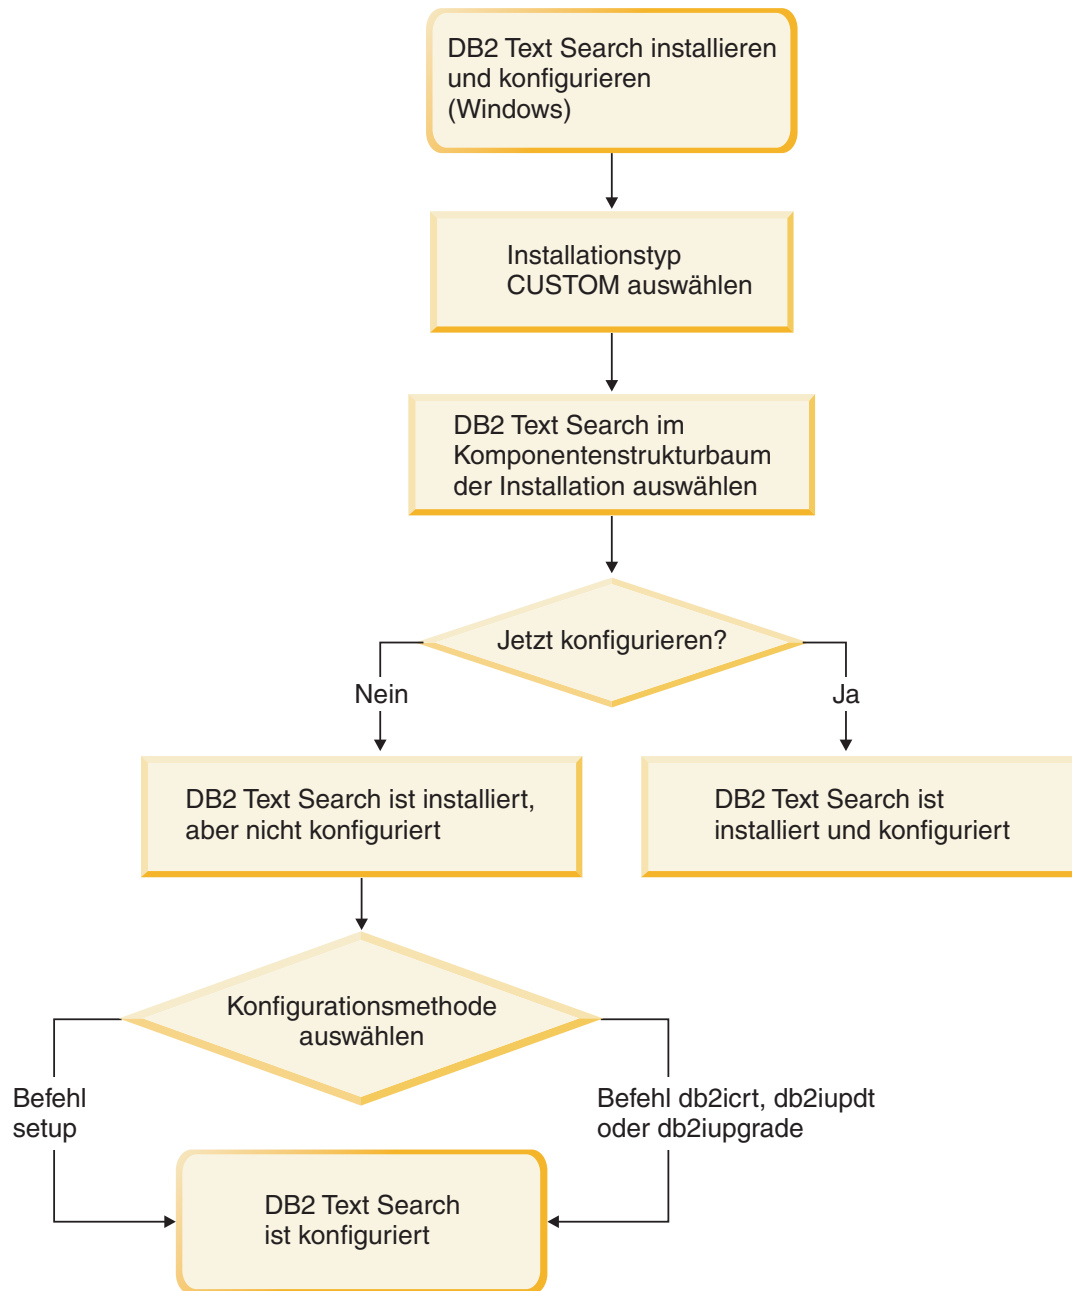 DB2 Text Search installieren
und konfigurieren
(Windows)
Installationstyp
CUSTOM auswählen
DB2 Text Search im
Komponentenstrukturbaum
der Installation auswählen
Jetzt konfigurieren?
Nein
Ja
DB2 Text Search ist installiert,
aber nicht konfiguriert
DB2 Text Search ist
installiert und konfiguriert
Konfigurationsmethode
auswählen
Befehl
setup
Befehl db2icrt, db2iupdt
oder db2iupgrade
DB2 Text Search
ist konfiguriert